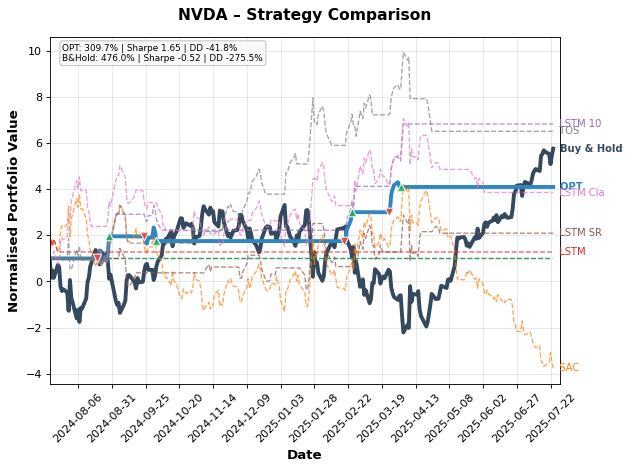 NVDA – Strategy Comparison
OPT: 309.7% | Sharpe 1.65 | DD -41.8%
B&Hold: 476.0% | Sharpe -0.52 | DD -275.5%
Normalised Portfolio Value
10
8
6
4
2
0
−2
−4
LSTM 10
TOS
Buy & Hold
OPT
LSTM Cla
LSTM SR
LSTM
SAC
2024-08-06
2024-08-31
2024-09-25
2024-10-20
2024-11-14
2024-12-09
2025-01-03
2025-01-28
2025-02-22
2025-03-19
2025-04-13
2025-05-08
2025-06-02
2025-06-27
2025-07-22
Date